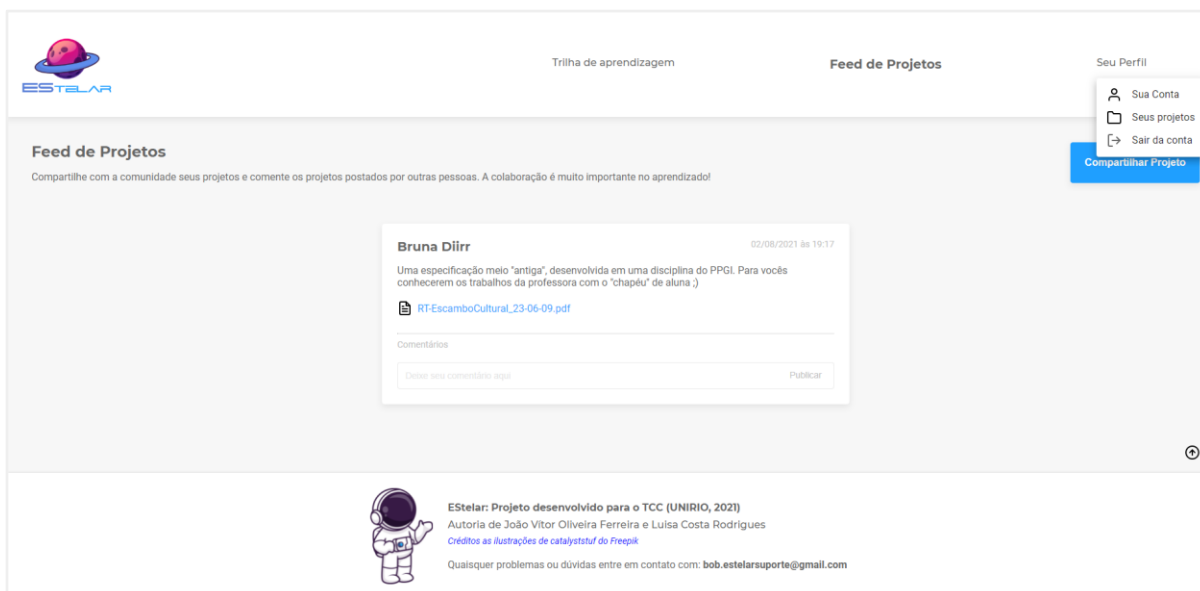 EStelar
Trilha de aprendizagem
Feed de Projetos
Seu Perfil
Sua Conta
Seus projetos
Sair da conta
Feed de Projetos
Compartilhe com a comunidade seus projetos e comente os projetos postados por outras pessoas. A colaboração é muito importante no aprendizado!
Compartilhar Projeto
Bruna Diirr
02/08/2021 às 19:17
Uma especificação meio "antiga", desenvolvida em uma disciplina do PPGI. Para vocês
conhecerem os trabalhos da professora com o "chapéu" de aluna ;)
RT-EscamboCultural_23-06-09.pdf
Comentários
Deixe seu comentário aqui
Publicar
EStelar: Projeto desenvolvido para o TCC (UNIRIO, 2021)
Autoria de João Vitor Oliveira Ferreira e Luisa Costa Rodrigues
Créditos as ilustrações de catalyststuf do Freepik
Quaisquer problemas ou dúvidas entre em contato com: bob.estelarsuporte@gmail.com